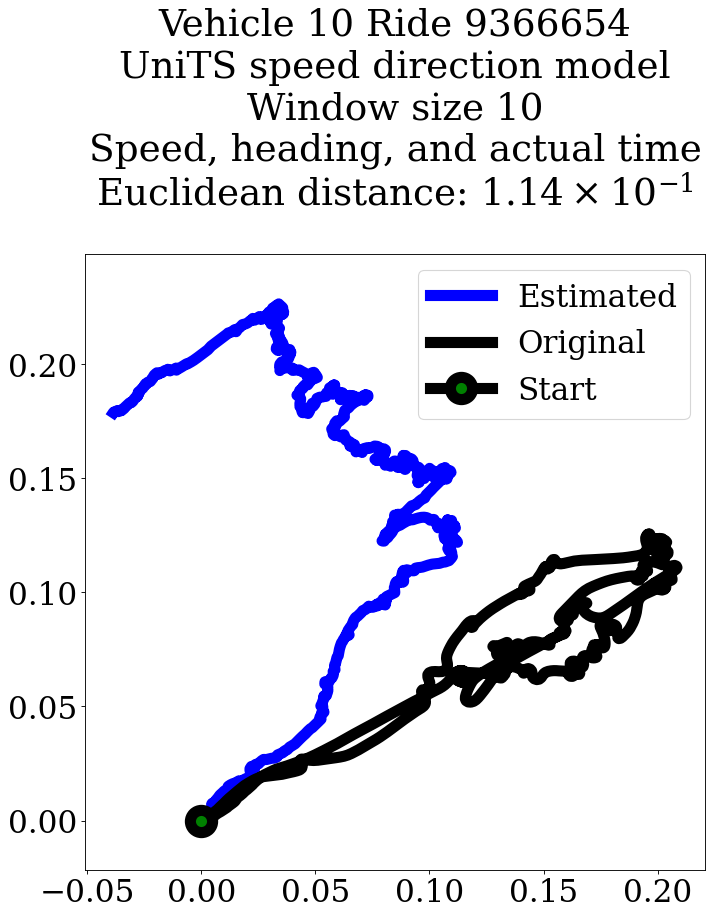 Vehicle 10 Ride 9366654
UniTS speed direction model
Window size 10
Speed, heading, and actual time
Euclidean distance: 1.14 × 10⁻¹
Estimated
Original
Start
0.20
0.15
0.10
0.05
0.00
−0.05 0.00 0.05 0.10 0.15 0.20